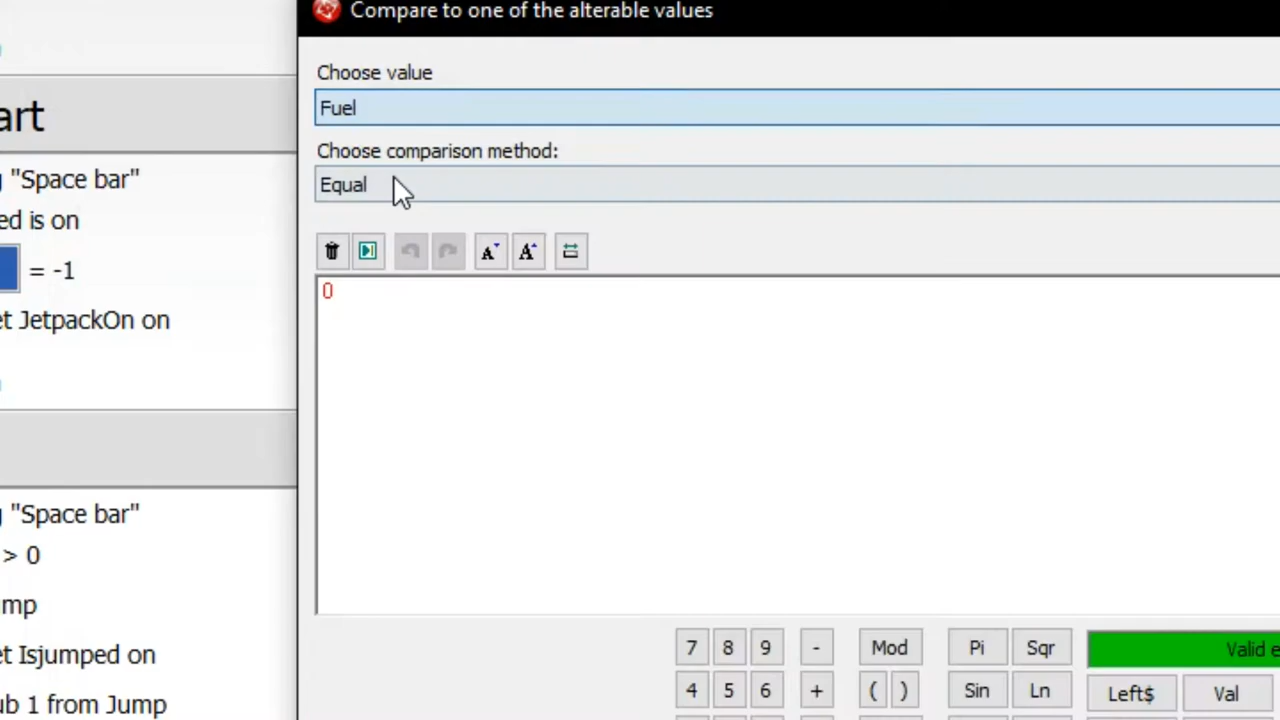 Compare to one of the alterable values
Choose value
Fuel
Choose comparison method:
Equal
0
art
"Space bar"
ed is on
= -1
et JetpackOn on
"Space bar"
> 0
mp
et Isjumped on
ub 1 from Jump
7 8 9 - Mod Pi Sqr Valid e
4 5 6 + ( ) Sin Ln Left$ Val